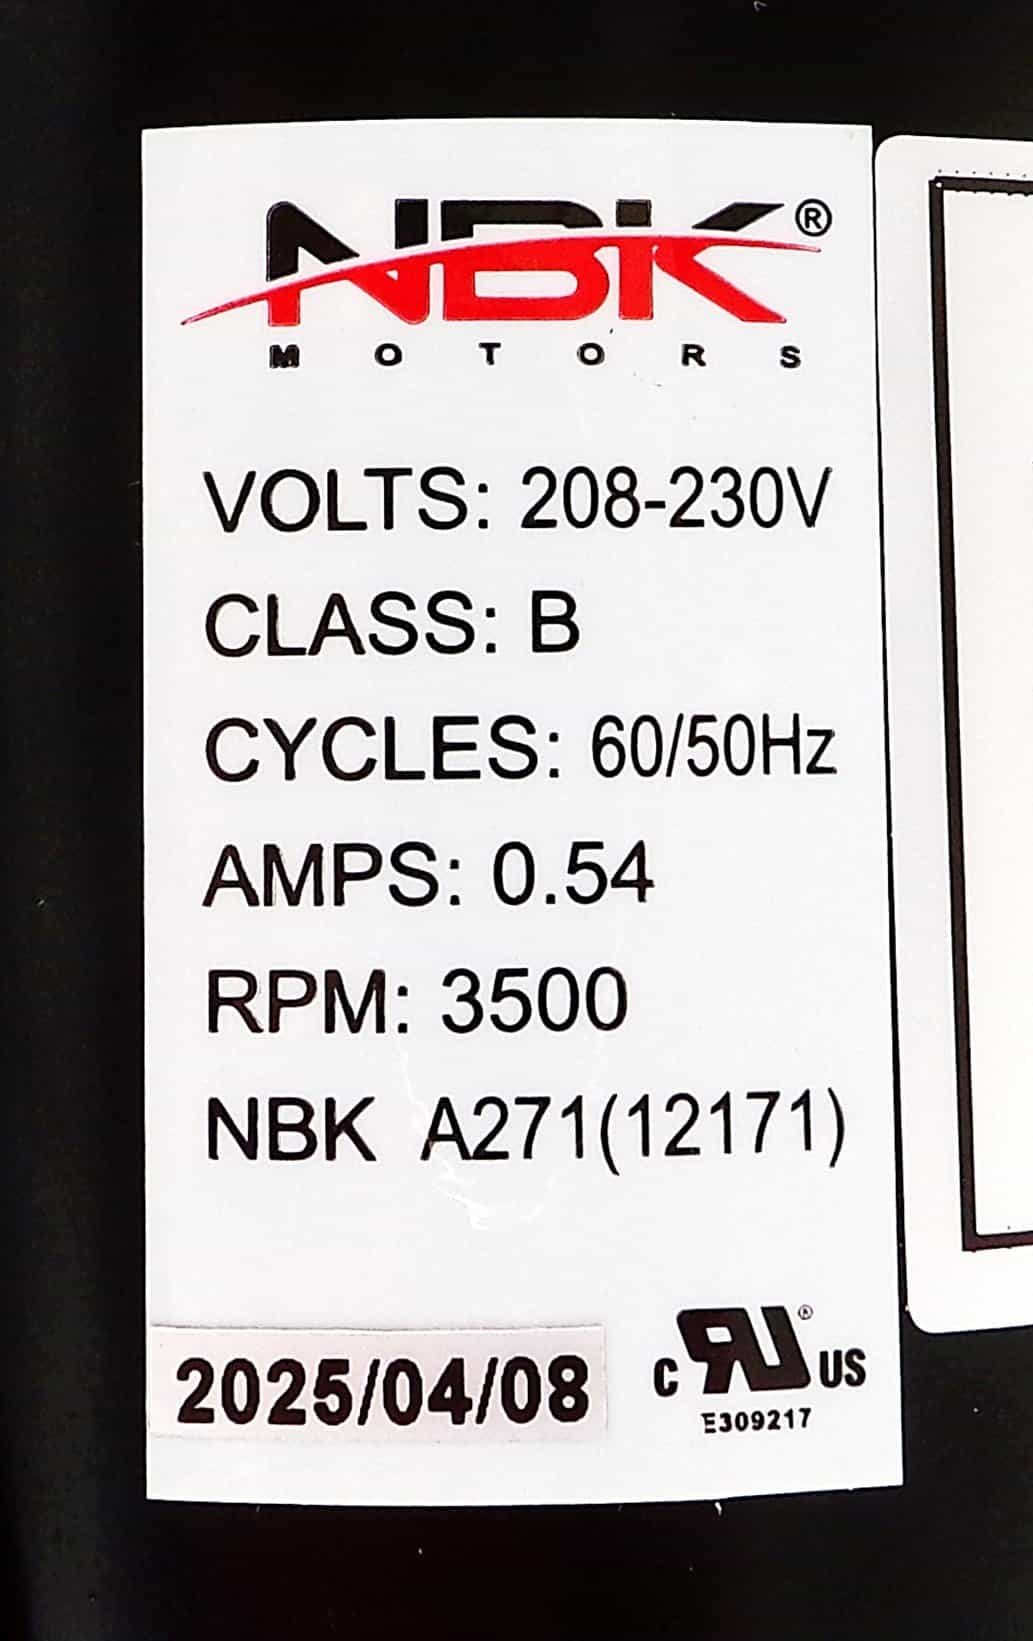 NBK®
MOTORS
VOLTS: 208-230V
CLASS: B
CYCLES: 60/50Hz
AMPS: 0.54
RPM: 3500
NBK A271(12171)
2025/04/08
C RU® US
E309217